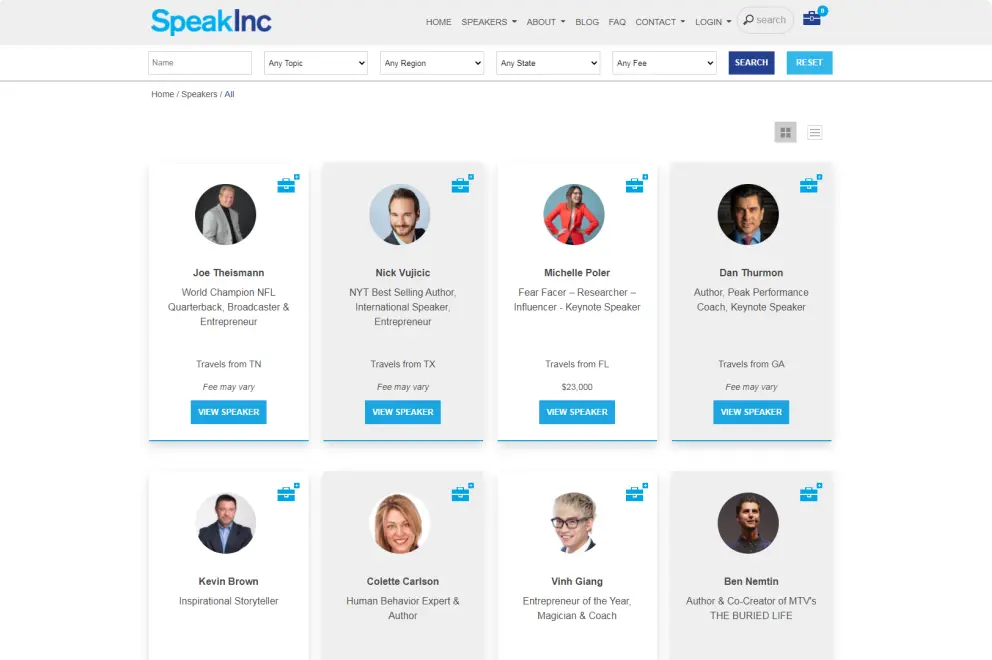 SpeakInc
HOME SPEAKERS ABOUT BLOG FAQ CONTACT LOGIN search 0
Name Any Topic Any Region Any State Any Fee SEARCH RESET
Home / Speakers / All
Joe Theismann
World Champion NFL
Quarterback, Broadcaster &
Entrepreneur
Travels from TN
Fee may vary
VIEW SPEAKER
Nick Vujicic
NYT Best Selling Author,
International Speaker,
Entrepreneur
Travels from TX
Fee may vary
VIEW SPEAKER
Michelle Poler
Fear Facer – Researcher –
Influencer - Keynote Speaker
Travels from FL
$23,000
VIEW SPEAKER
Dan Thurmon
Author, Peak Performance
Coach, Keynote Speaker
Travels from GA
Fee may vary
VIEW SPEAKER
Kevin Brown
Inspirational Storyteller
Colette Carlson
Human Behavior Expert &
Author
Vinh Giang
Entrepreneur of the Year,
Magician & Coach
Ben Nemtin
Author & Co-Creator of MTV's
THE BURIED LIFE